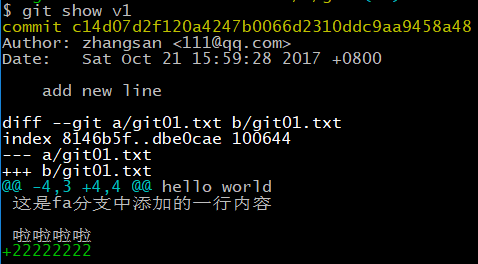 $ git show v1
commit c14d07d2f120a4247b0066d2310ddc9aa9458a48
Author: zhangsan <111@qq.com>
Date:   Sat Oct 21 15:59:28 2017 +0800
add new line
diff --git a/git01.txt b/git01.txt
index 8146b5f..dbe0cae 100644
--- a/git01.txt
+++ b/git01.txt
@@ -4,3 +4,4 @@ hello world
这是fa分支中添加的一行内容
啦啦啦啦
+22222222